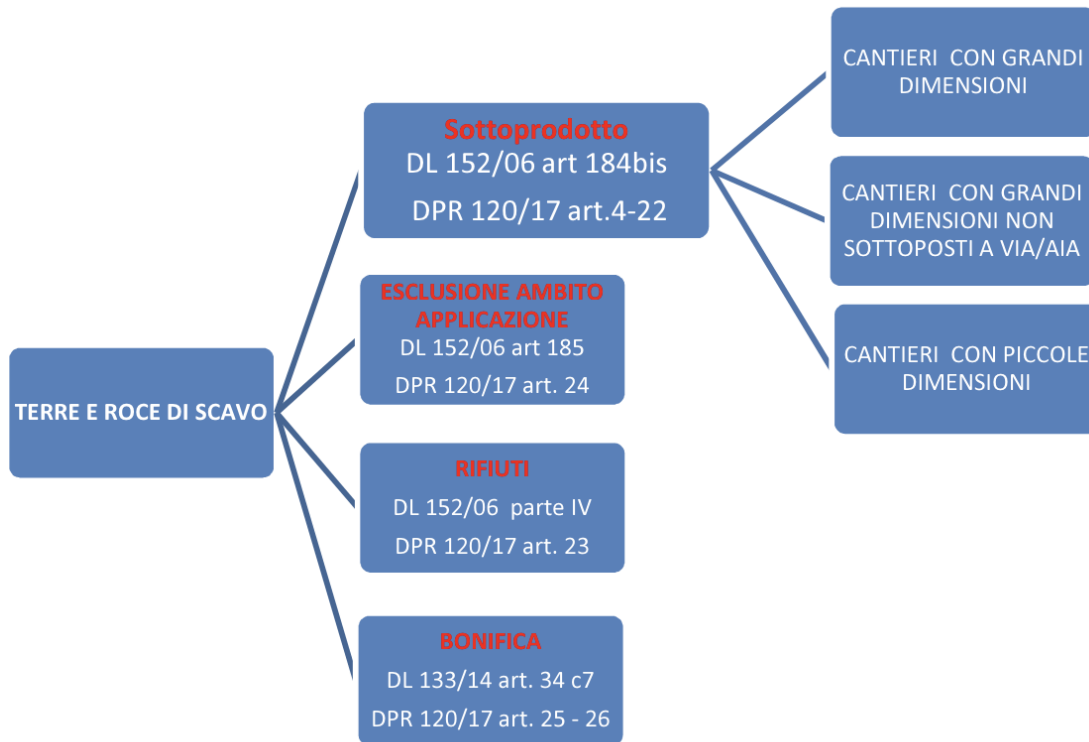 TERRE E ROCE DI SCAVO
Sottoprodotto
DL 152/06 art 184bis
DPR 120/17 art.4-22
ESCLUSIONE AMBITO
APPLICAZIONE
DL 152/06 art 185
DPR 120/17 art. 24
RIFIUTI
DL 152/06 parte IV
DPR 120/17 art. 23
BONIFICA
DL 133/14 art. 34 c7
DPR 120/17 art. 25 - 26
CANTIERI CON GRANDI
DIMENSIONI
CANTIERI CON GRANDI
DIMENSIONI NON
SOTTOPOSTI A VIA/AIA
CANTIERI CON PICCOLE
DIMENSIONI